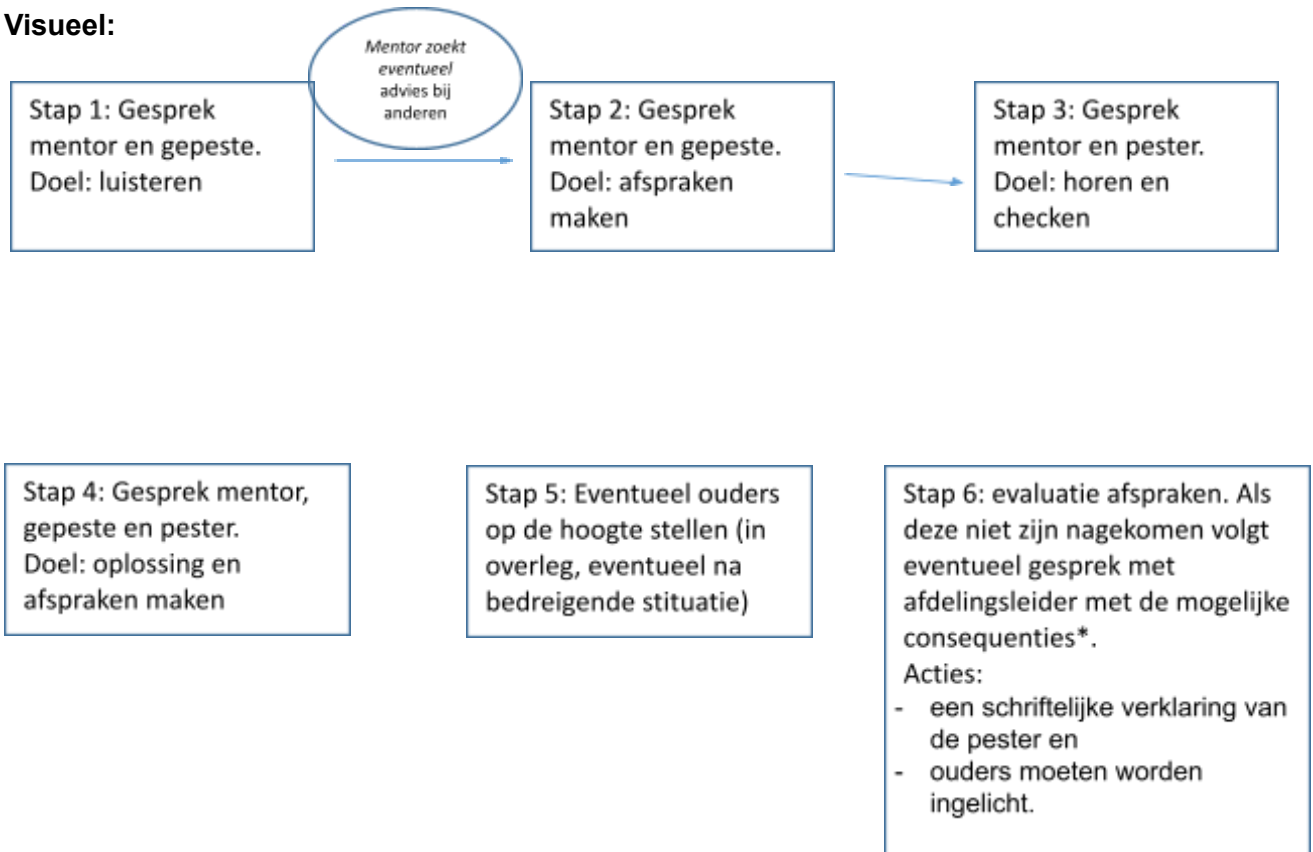 Visueel:
Mentor zoekt
eventueel
advies bij
anderen
Stap 1: Gesprek
mentor en gepeste.
Doel: luisteren
Stap 2: Gesprek
mentor en gepeste.
Doel: afspraken
maken
Stap 3: Gesprek
mentor en pester.
Doel: horen en
checken
Stap 4: Gesprek mentor,
gepeste en pester.
Doel: oplossing en
afspraken maken
Stap 5: Eventueel ouders
op de hoogte stellen (in
overleg, eventueel na
bedreigende stituatie)
Stap 6: evaluatie afspraken. Als
deze niet zijn nagekomen volgt
eventueel gesprek met
afdelingsleider met de mogelijke
consequenties*.
Acties:
- een schriftelijke verklaring van
de pester en
- ouders moeten worden
ingelicht.